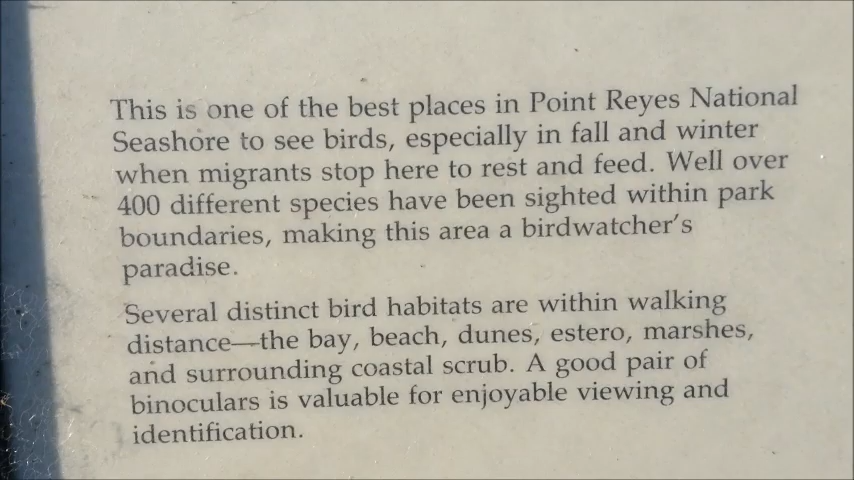 This is one of the best places in Point Reyes National
Seashore to see birds, especially in fall and winter
when migrants stop here to rest and feed. Well over
400 different species have been sighted within park
boundaries, making this area a birdwatcher's
paradise.
Several distinct bird habitats are within walking
distance—the bay, beach, dunes, estero, marshes,
and surrounding coastal scrub. A good pair of
binoculars is valuable for enjoyable viewing and
identification.